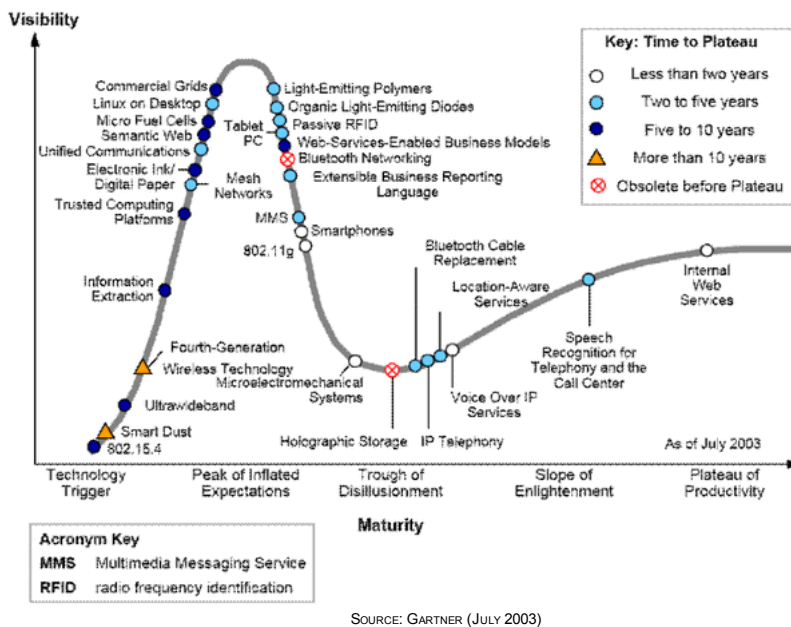 Visibility
Key: Time to Plateau
Less than two years
Two to five years
Five to 10 years
More than 10 years
Obsolete before Plateau
Commercial Grids
Linux on Desktop
Micro Fuel Cells
Semantic Web
Unified Communications
Electronic Ink/
Digital Paper
Trusted Computing
Platforms
Information
Extraction
Fourth-Generation
Wireless Technology
Ultrawideband
Smart Dust
802.15.4
Mesh
Networks
Light-Emitting Polymers
Organic Light-Emitting Diodes
Passive RFID
Tablet
PC
Web-Services-Enabled Business Models
Bluetooth Networking
Extensible Business Reporting
Language
MMS
Smartphones
802.11g
Microelectromechanical
Systems
Holographic Storage
Bluetooth Cable
Replacement
IP Telephony
Location-Aware
Services
Voice Over IP
Services
Speech
Recognition for
Telephony and the
Call Center
Internal
Web
Services
As of July 2003
Technology
Trigger
Peak of Inflated
Expectations
Trough of
Disillusionment
Slope of
Enlightenment
Plateau of
Productivity
Maturity
Acronym Key
MMS Multimedia Messaging Service
RFID radio frequency identification
SOURCE: GARTNER (JULY 2003)